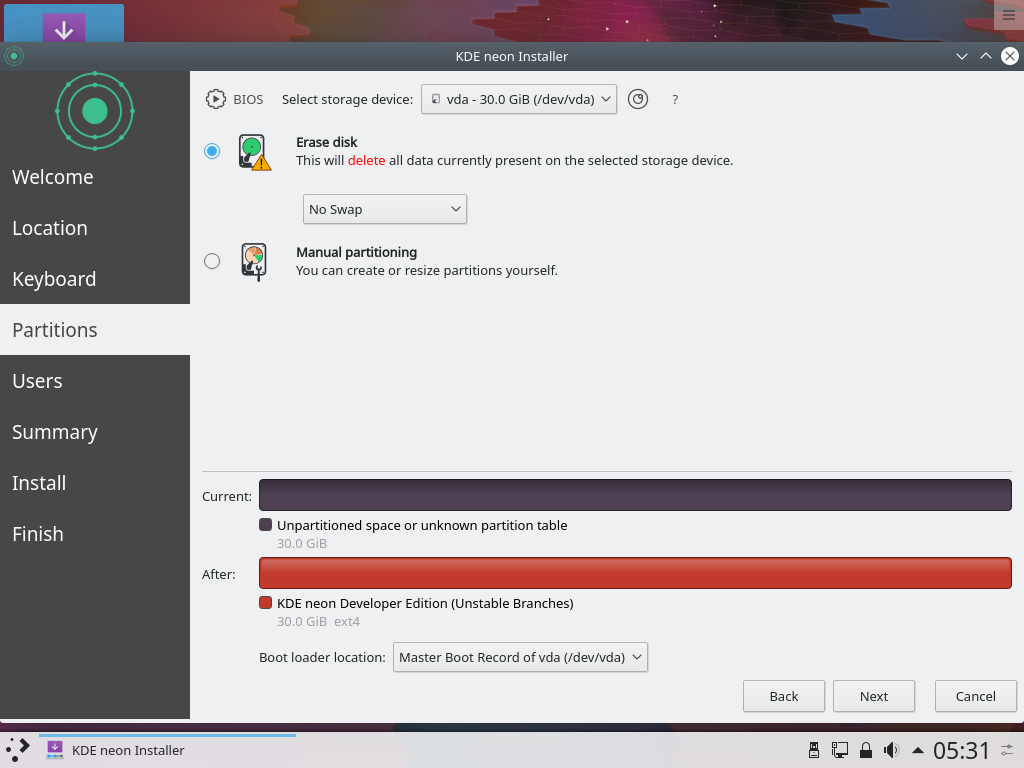 KDE neon Installer
BIOS Select storage device: vda - 30.0 GiB (/dev/vda) ?
Welcome
Location
Keyboard
Partitions
Users
Summary
Install
Finish
Erase disk
This will delete all data currently present on the selected storage device.
No Swap
Manual partitioning
You can create or resize partitions yourself.
Current:
Unpartitioned space or unknown partition table
30.0 GiB
After:
KDE neon Developer Edition (Unstable Branches)
30.0 GiB ext4
Boot loader location: Master Boot Record of vda (/dev/vda)
Back Next Cancel
KDE neon Installer 05:31